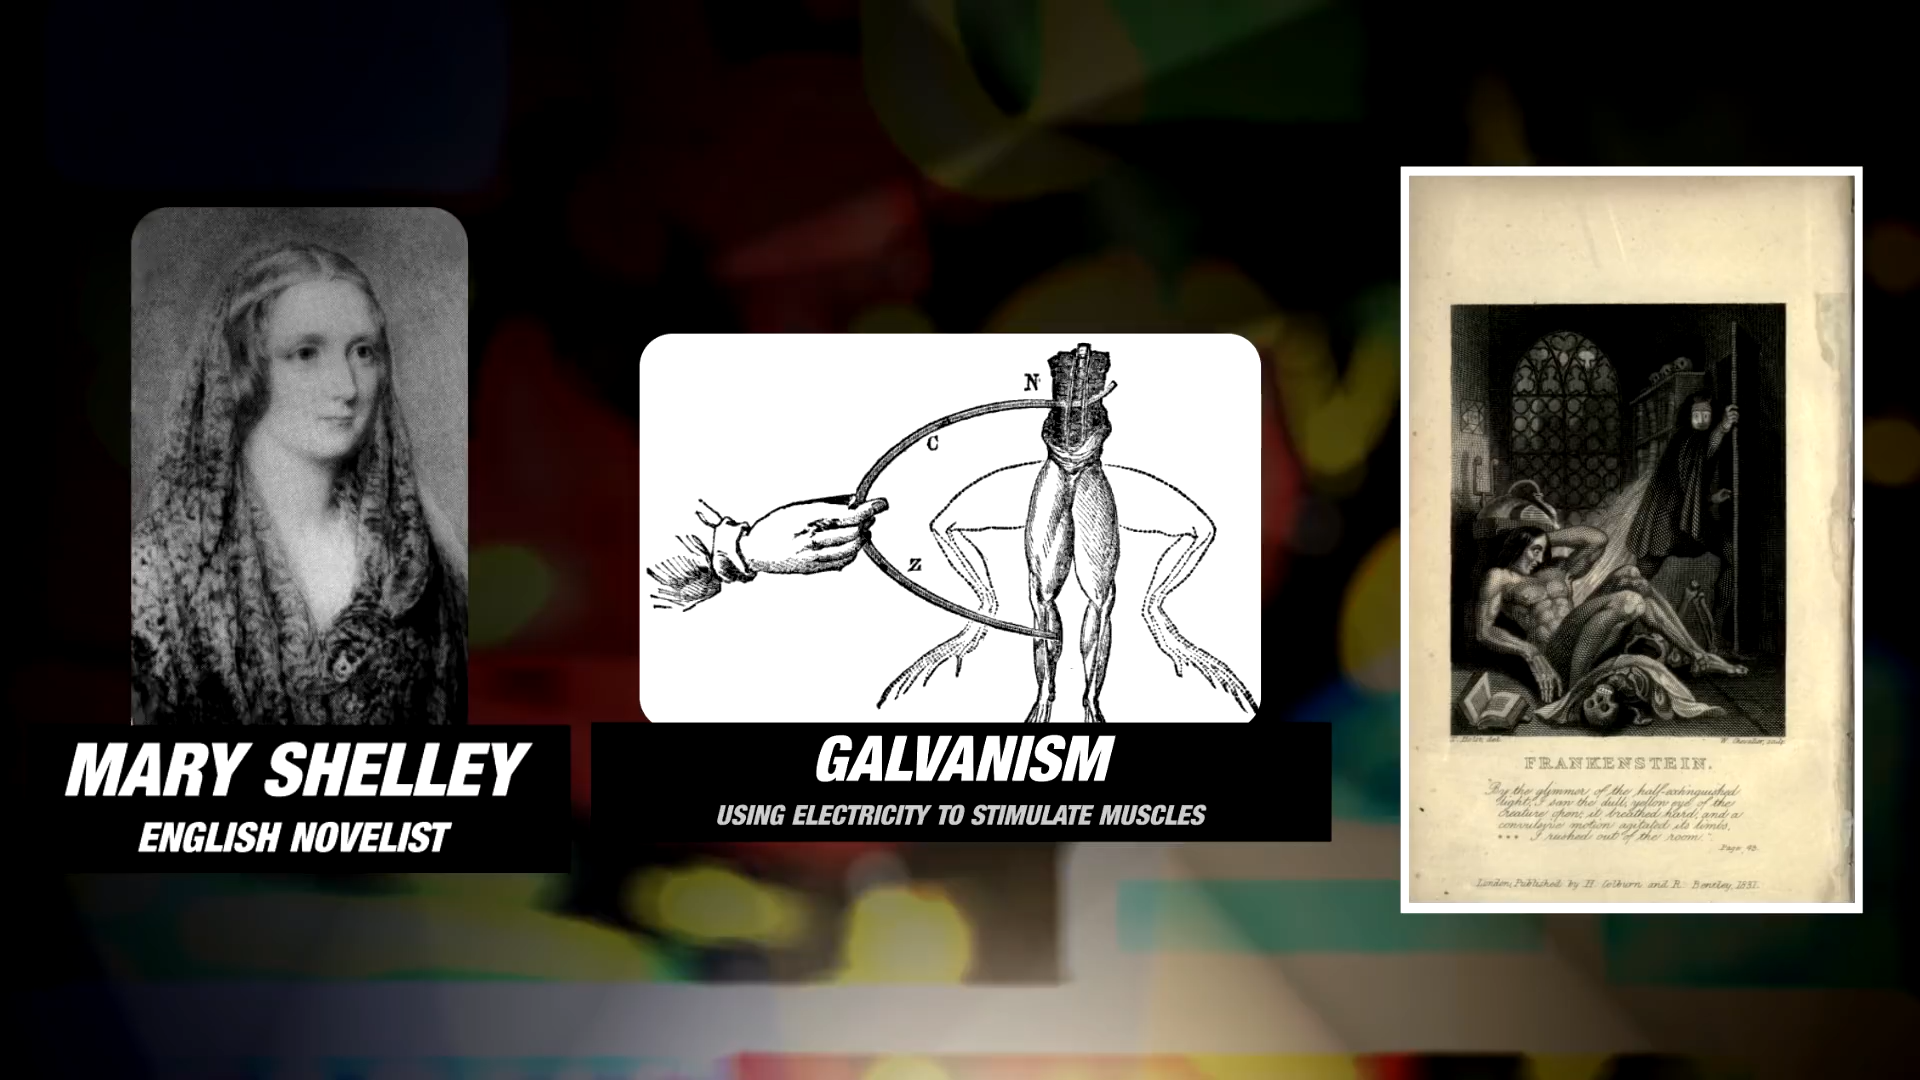 MARY SHELLEY
ENGLISH NOVELIST
N
C
Z
GALVANISM
USING ELECTRICITY TO STIMULATE MUSCLES
FRANKENSTEIN.
"By the glimmer of the half-extinguished
light, I saw the dull, yellow eye of the
creature open; it breathed hard, and a
convulsive motion agitated its limbs,
*** I rushed out of the room."
Page 43.
London, Published by H. Colburn and R. Bentley, 1831.